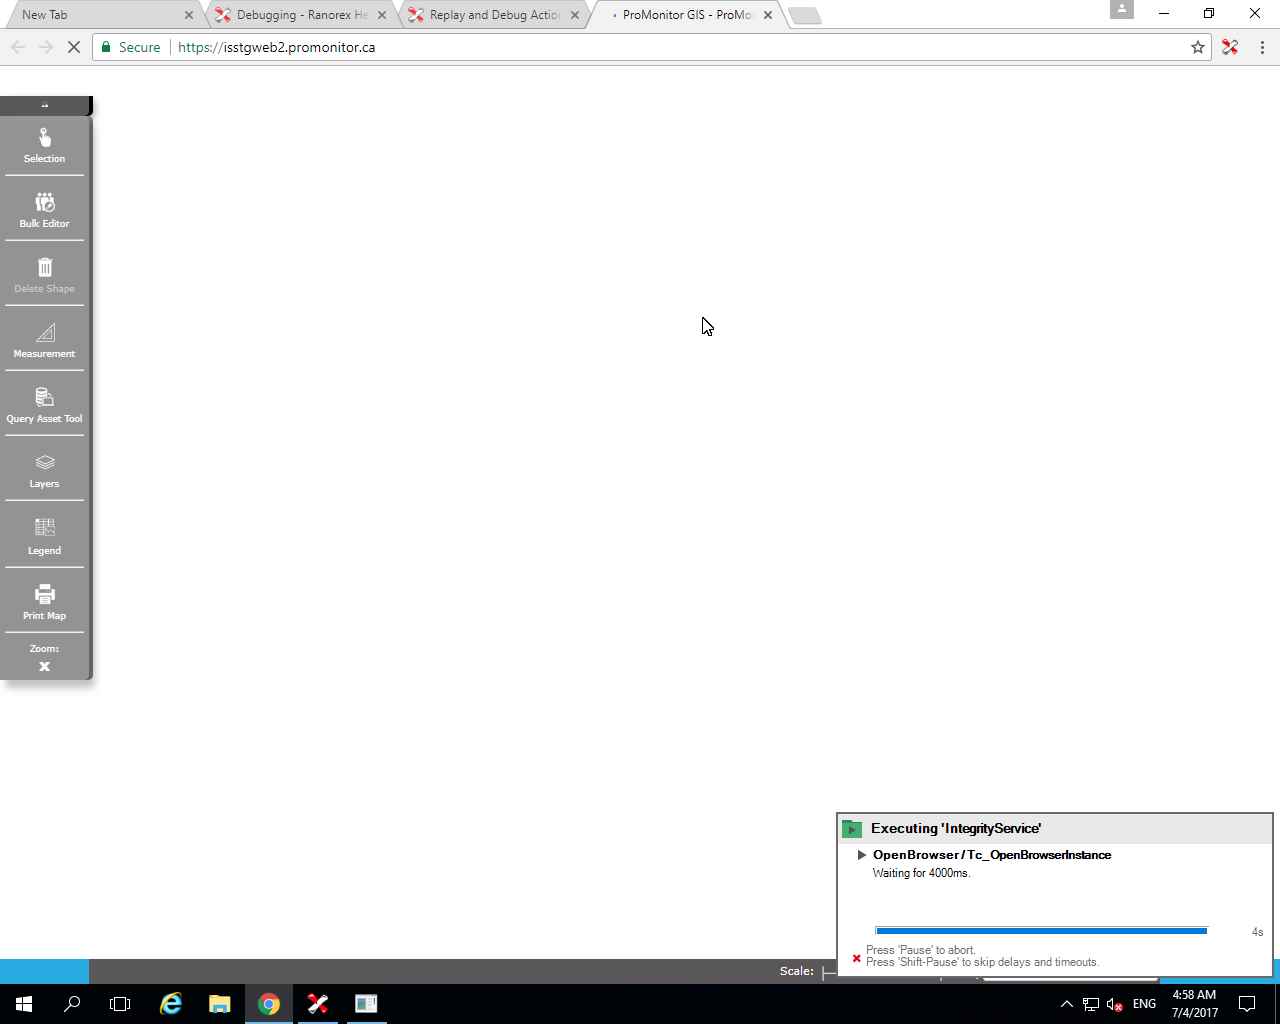 New Tab
Debugging - Ranorex He
Replay and Debug Actio
ProMonitor GIS - ProMo
Secure
https://isstgweb2.promonitor.ca
Selection
Bulk Editor
Delete Shape
Measurement
Query Asset Tool
Layers
Legend
Print Map
Zoom:
Executing 'IntegrityService'
OpenBrowser/Tc_OpenBrowserInstance
Waiting for 4000ms.
4s
Press 'Pause' to abort.
Press 'Shift-Pause' to skip delays and timeouts.
Scale:
ENG
4:58 AM
7/4/2017